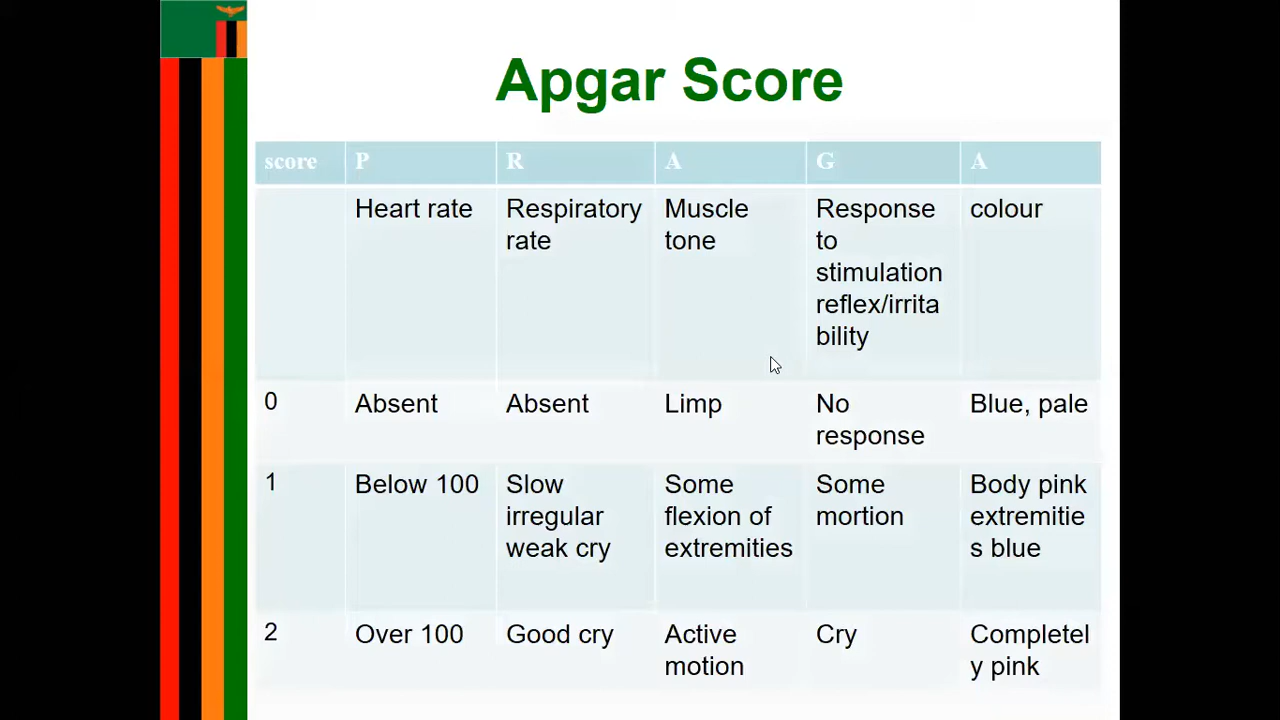 Apgar Score
score P R A G A
Heart rate Respiratory rate Muscle tone Response to stimulation reflex/irrita bility colour
0 Absent Absent Limp No response Blue, pale
1 Below 100 Slow irregular weak cry Some flexion of extremities Some mortion Body pink extremitie s blue
2 Over 100 Good cry Active motion Cry Completel y pink